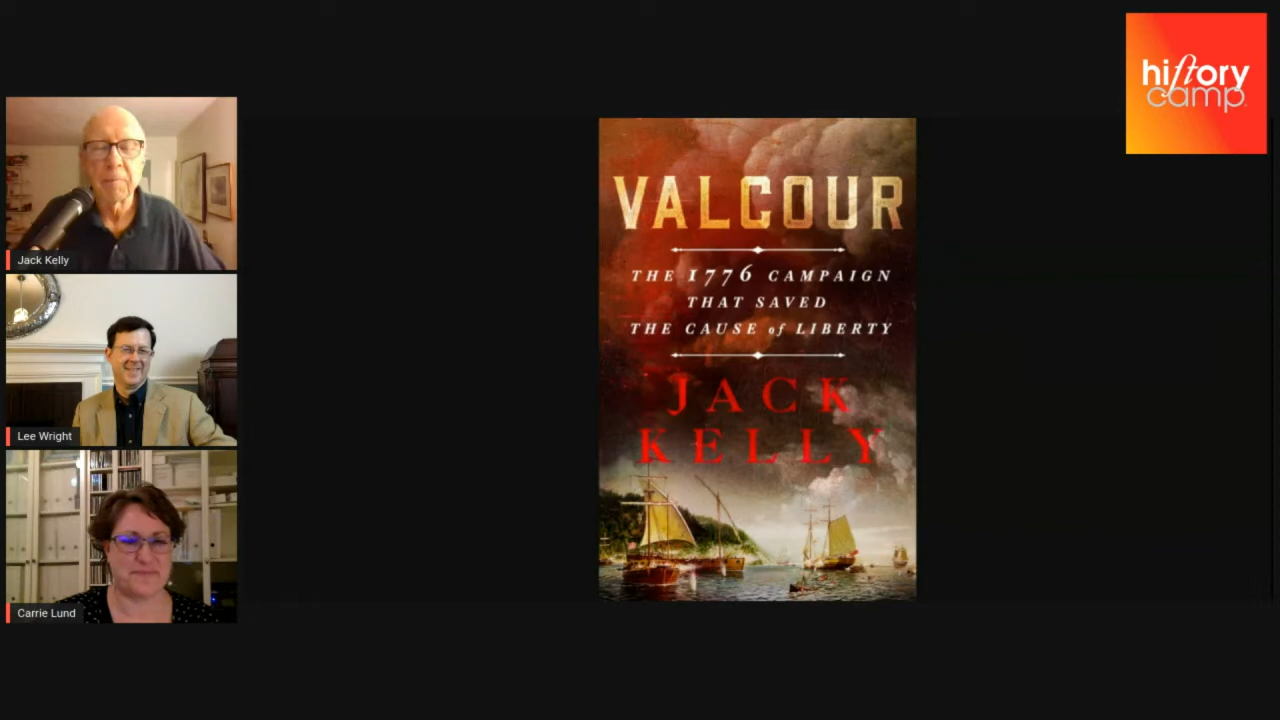 hiſtory
camp.
Jack Kelly
Lee Wright
Carrie Lund
VALCOUR
THE 1776 CAMPAIGN
THAT SAVED
THE CAUSE of LIBERTY
JACK
KELLY